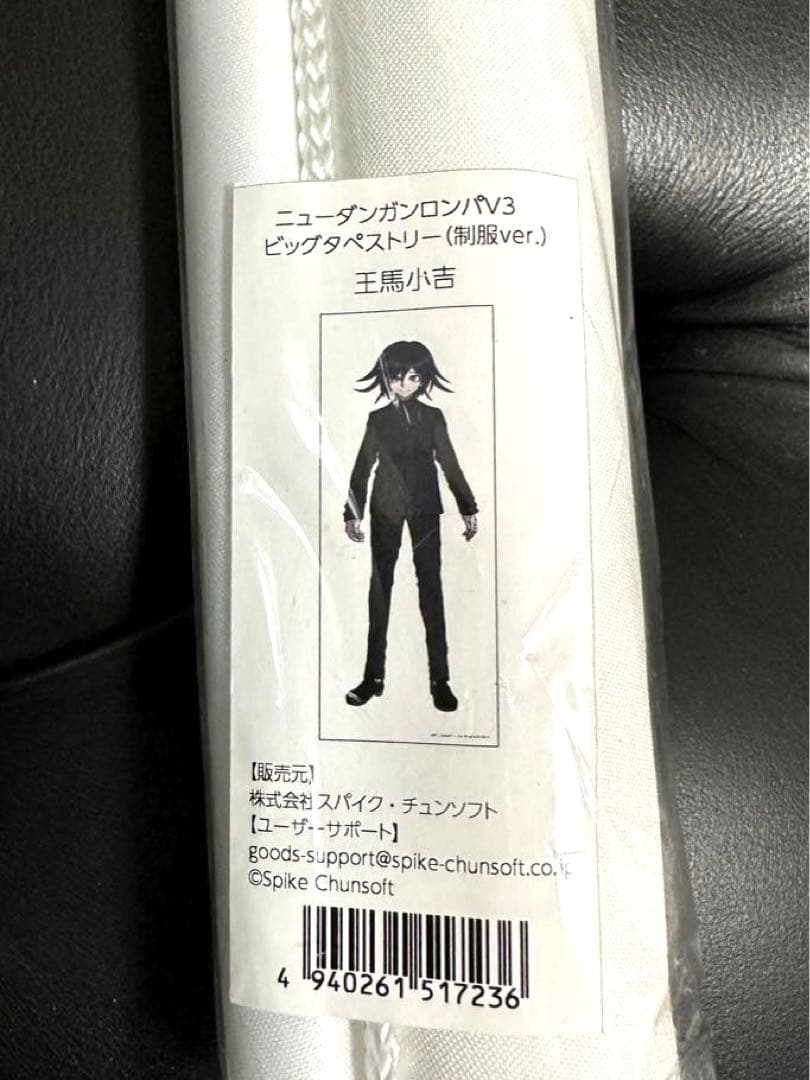 ニューダンガンロンパV3
ビッグタペストリー(制服ver.)
王馬小吉
【販売元】
株式会社スパイク・チュンソフト
【ユーザーサポート】
goods-support@spike-chunsoft.co.jp
©Spike Chunsoft
4 940261 517236